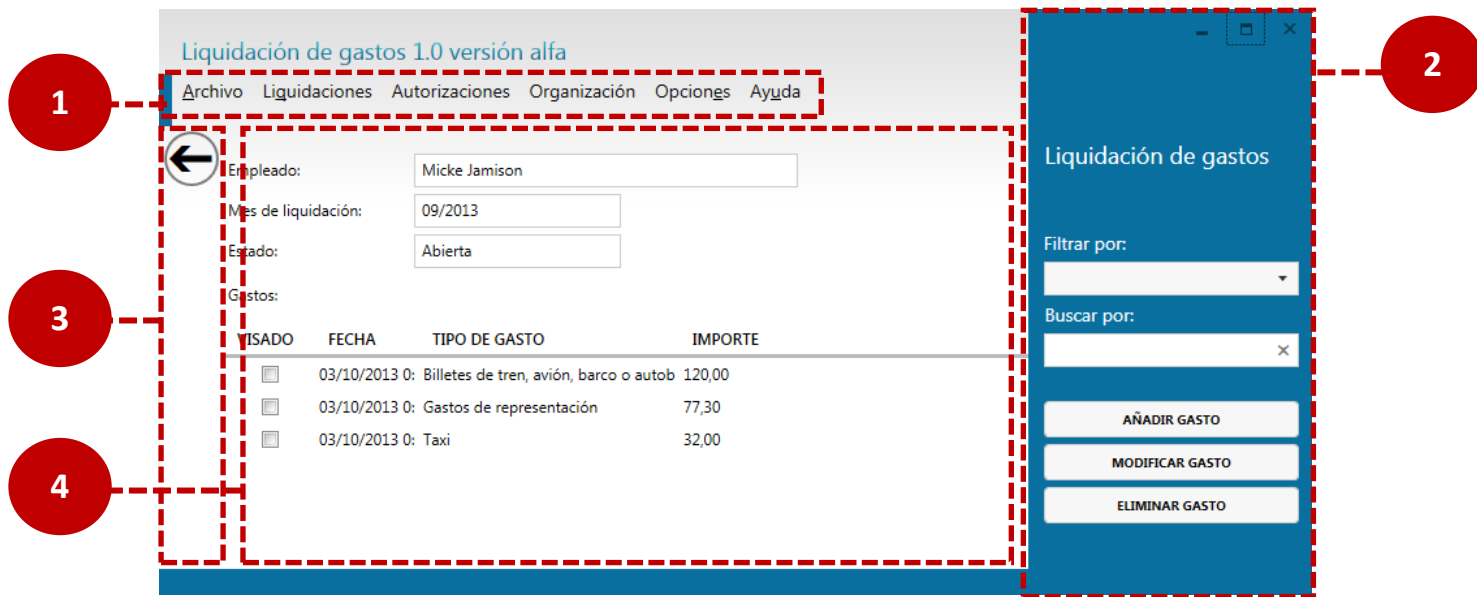 Liquidación de gastos 1.0 versión alfa
1
2
Archivo Liquidaciones Autorizaciones Organización Opciones Ayuda
Empleado: Micke Jamison
Mes de liquidación: 09/2013
Estado: Abierta
Gastos:
VISADO FECHA TIPO DE GASTO IMPORTE
03/10/2013 0: Billetes de tren, avión, barco o autob 120,00
03/10/2013 0: Gastos de representación 77,30
03/10/2013 0: Taxi 32,00
3
4
Liquidación de gastos
Filtrar por:
Buscar por:
AÑADIR GASTO
MODIFICAR GASTO
ELIMINAR GASTO